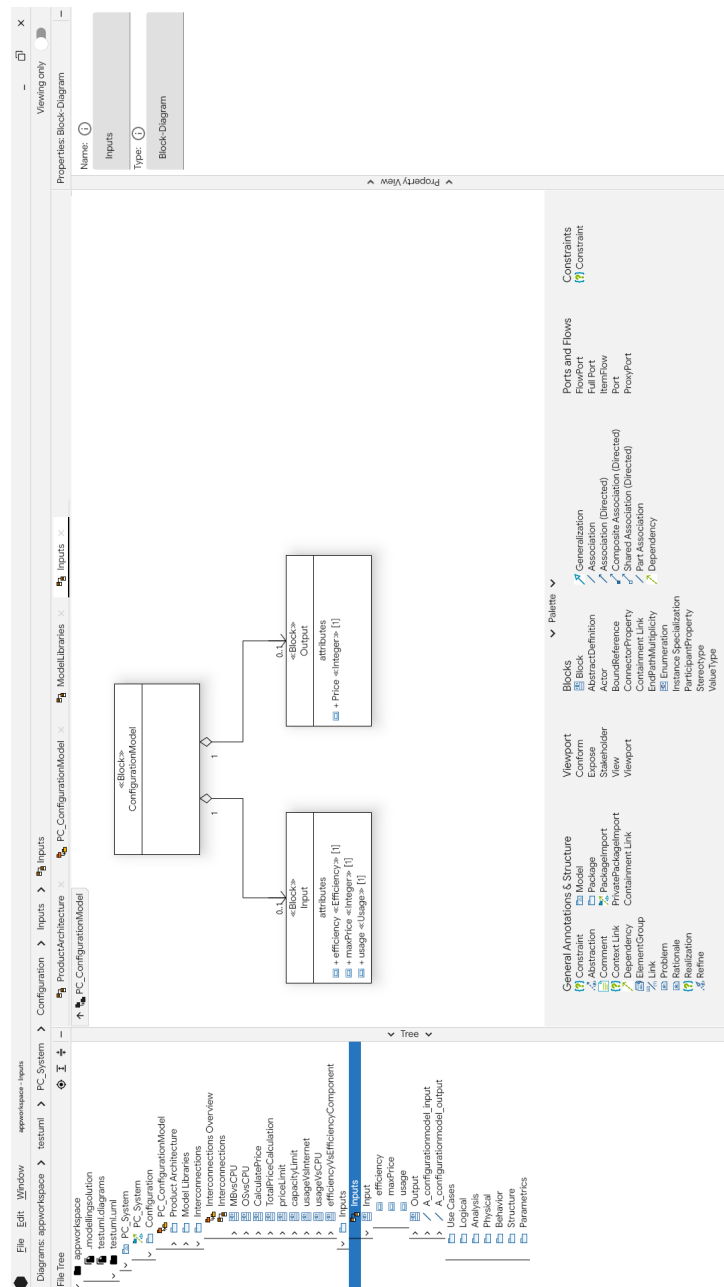 File Edit Window appworkspace - Inputs
Diagrams: appworkspace > testuml > PC_System > Configuration > Inputs > Inputs
Viewing only
File Tree
appworkspace
.modellingsolution
testuml.diagrams
testuml.uml
PC_System
PC_System
Configuration
PC_ConfigurationModel
Product Architecture
Model Libraries
Interconnections
Interconnections Overview
Interconnections
MBvsCPU
OSvsCPU
CalculatePrice
TotalPriceCalculation
priceLimit
capacityLimit
usageVsInternet
usageVsCPU
efficiencyVsEfficiencyComponent
Inputs
Inputs
Input
efficiency
maxPrice
usage
Output
A_configurationmodel_input
A_configurationmodel_output
Use Cases
Logical
Analysis
Physical
Behavior
Structure
Parametrics
Tree
ProductArchitecture × PC_ConfigurationModel × ModelLibraries × Inputs ×
PC_ConfigurationModel
«Block»
ConfigurationModel
1
1
0..1
0..1
«Block»
Input
attributes
+ efficiency «Efficiency» [1]
+ maxPrice «Integer» [1]
+ usage «Usage» [1]
«Block»
Output
attributes
+ Price «Integer» [1]
Palette
General Annotations & Structure
Constraint
Abstraction
Comment
Context Link
Dependency
ElementGroup
Link
Problem
Rationale
Realization
Refine
Model
Package
PackageImport
PrivatePackageImport
Containment Link
Viewport
Conform
Expose
Stakeholder
View
Viewport
Blocks
Block
AbstractDefinition
Actor
BoundReference
ConnectorProperty
Containment Link
EndPathMultiplicity
Enumeration
Instance Specialization
ParticipantProperty
Stereotype
ValueType
Generalization
Association
Association (Directed)
Composite Association (Directed)
Shared Association (Directed)
Part Association
Dependency
Ports and Flows
FlowPort
Full Port
ItemFlow
Port
ProxyPort
Constraints
Constraint
PropertyView
Properties: Block-Diagram
Name:
Inputs
Type:
Block-Diagram